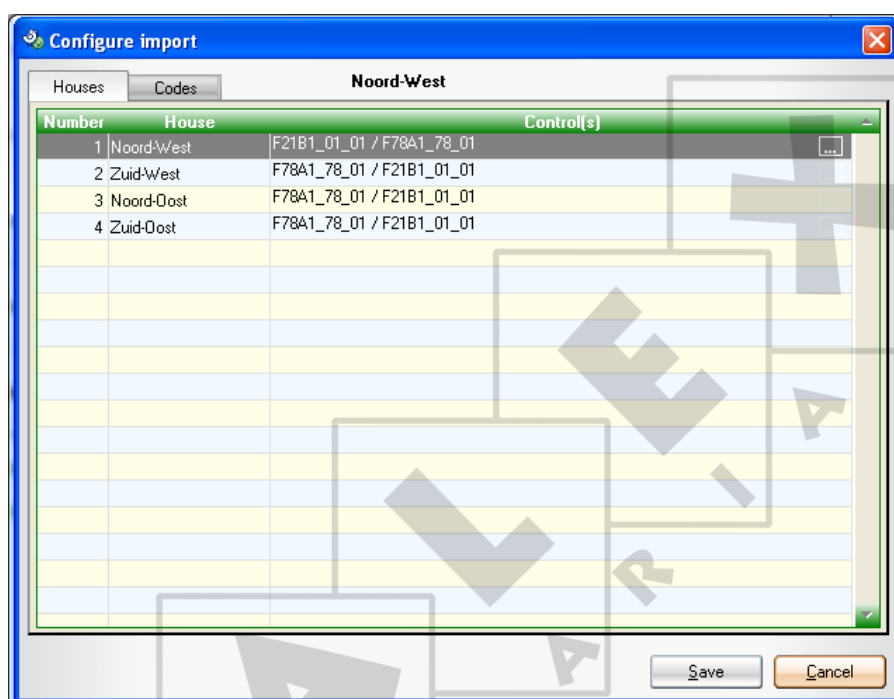 Configure import
Houses Codes Noord-West
Number House Control(s)
1 Noord-West F21B1_01_01 / F78A1_78_01 ...
2 Zuid-West F78A1_78_01 / F21B1_01_01
3 Noord-Oost F78A1_78_01 / F21B1_01_01
4 Zuid-Oost F78A1_78_01 / F21B1_01_01
A L E T
A R I A
Save Cancel